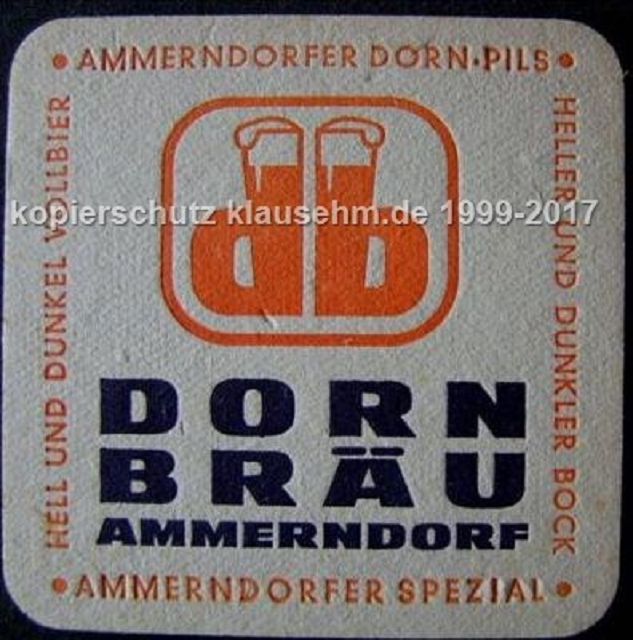 • AMMERNDORFER DORN•PILS •
HELL UND DUNKEL VOLLBIER
HELLER UND DUNKLER BOCK
db
kopierschutz klausehm.de 1999-2017
DORN
BRÄU
AMMERNDORF
• AMMERNDORFER SPEZIAL •